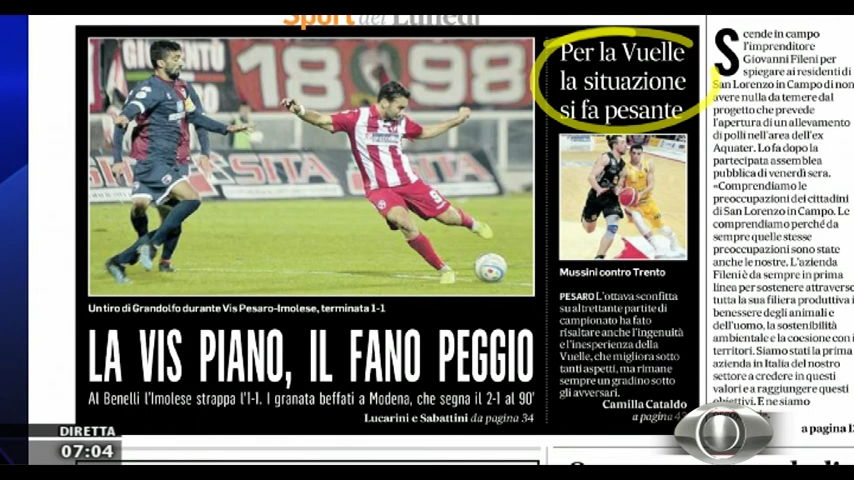 Sport del Lunedì
1898
Un tiro di Grandolfo durante Vis Pesaro-Imolese, terminata 1-1
LA VIS PIANO, IL FANO PEGGIO
Al Benelli l'Imolese strappa l'1-1. I granata beffati a Modena, che segna il 2-1 al 90'
Lucarini e Sabattini da pagina 34
Per la Vuelle
la situazione
si fa pesante
Mussini contro Trento
PESARO L'ottava sconfitta
su altrettante partite di
campionato ha fato
risaltare anche l'ingenuità
e l'inesperienza della
Vuelle, che migliora sotto
tanti aspetti, ma rimane
sempre un gradino sotto
gli avversari.
Camilla Cataldo
a pagina
Scende in campo
l'imprenditore
Giovanni Fileni per
spiegare ai residenti di
San Lorenzo in Campo di non
avere nulla da temere dal
progetto che prevede
l'apertura di un allevamento
di polli nell'area dell'ex
Aquater. Lo fa dopo la
partecipata assemblea
pubblica di venerdì sera.
«Comprendiamo le
preoccupazioni dei cittadini
di San Lorenzo in Campo. Le
comprendiamo perché da
sempre quelle stesse
preoccupazioni sono state
anche le nostre. L'azienda
Fileni è da sempre in prima
linea per sostenere attraverso
tutta la sua filiera produttiva i
benessere degli animali e
dell'uomo, la sostenibilità
ambientale e la coesione con i
territori. Siamo stati la prima
azienda in Italia del nostro
settore a credere in questi
valori e a raggiungere questi
obiettivi. E ne siamo
a pagina 1
DIRETTA
07:04